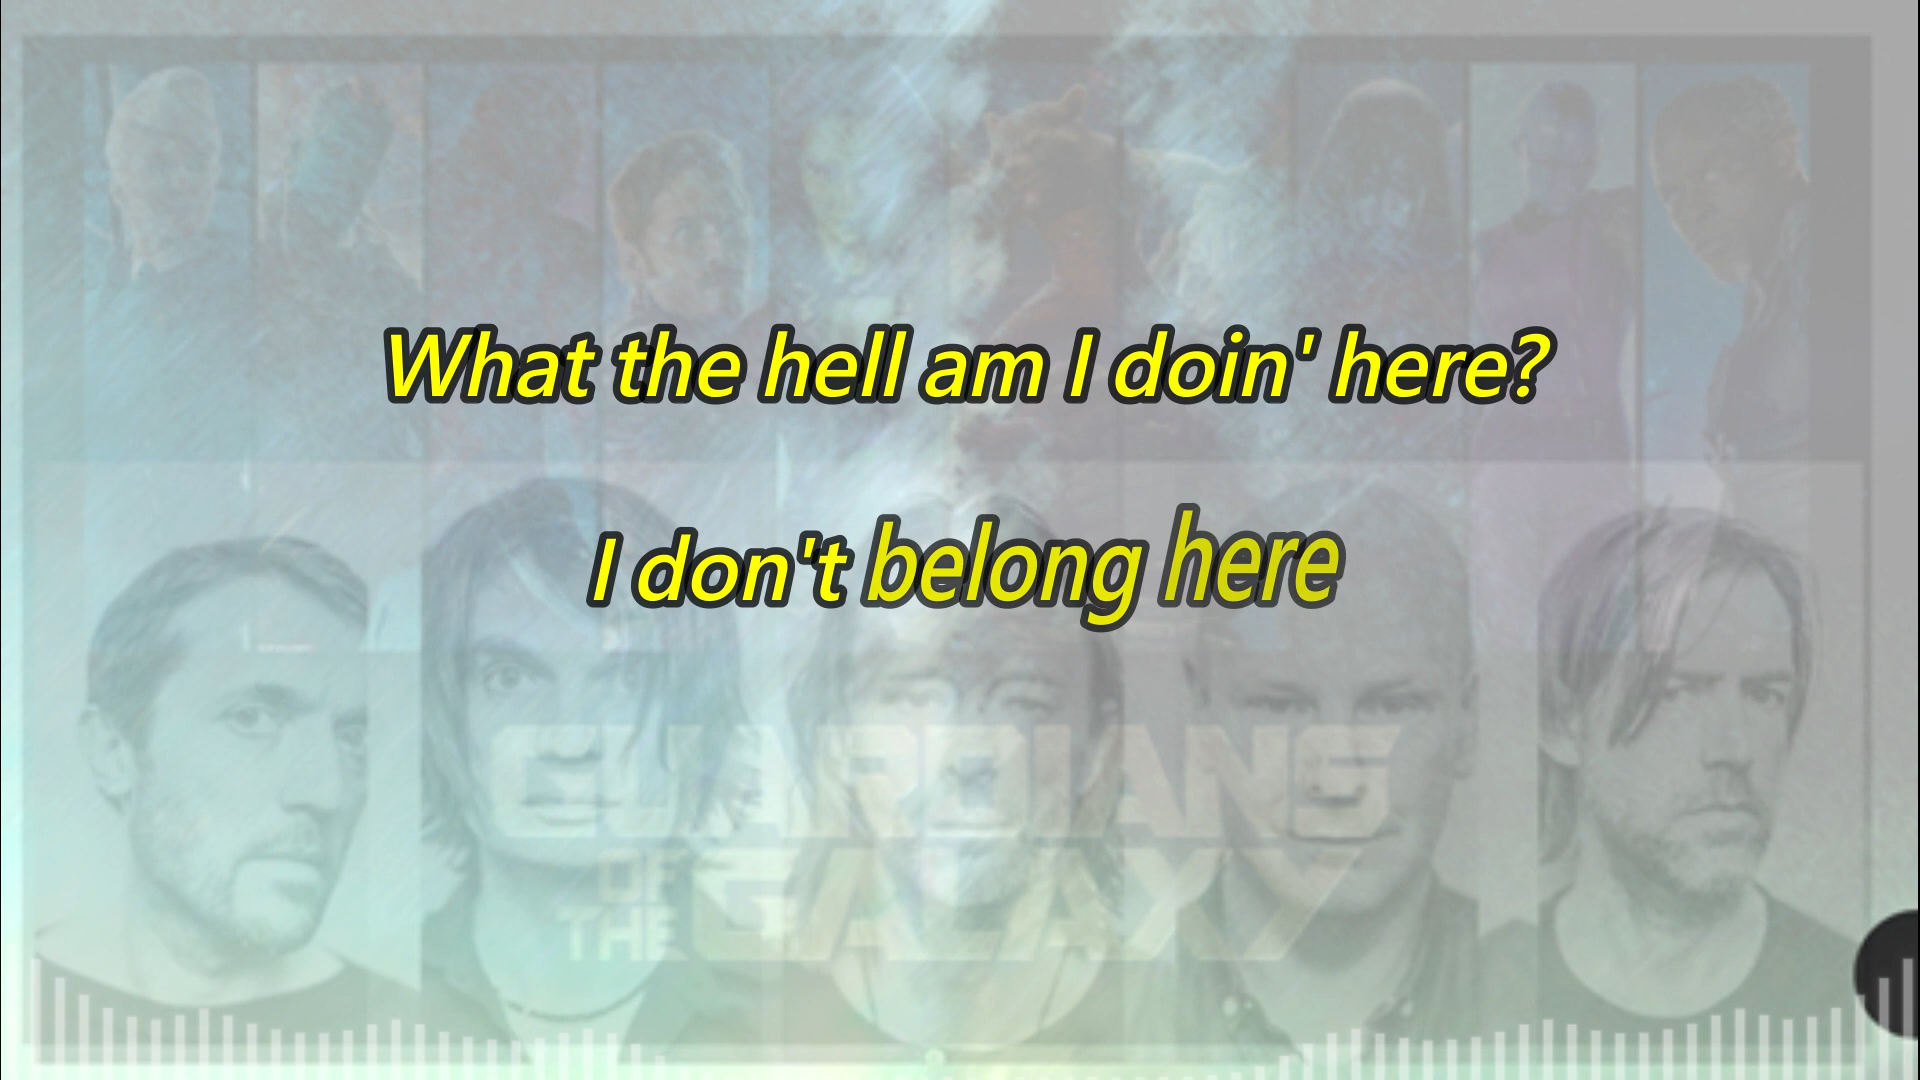 What the hell am I doin' here?
I don't belong here
GUARDIANS
OF
THE GALAXY